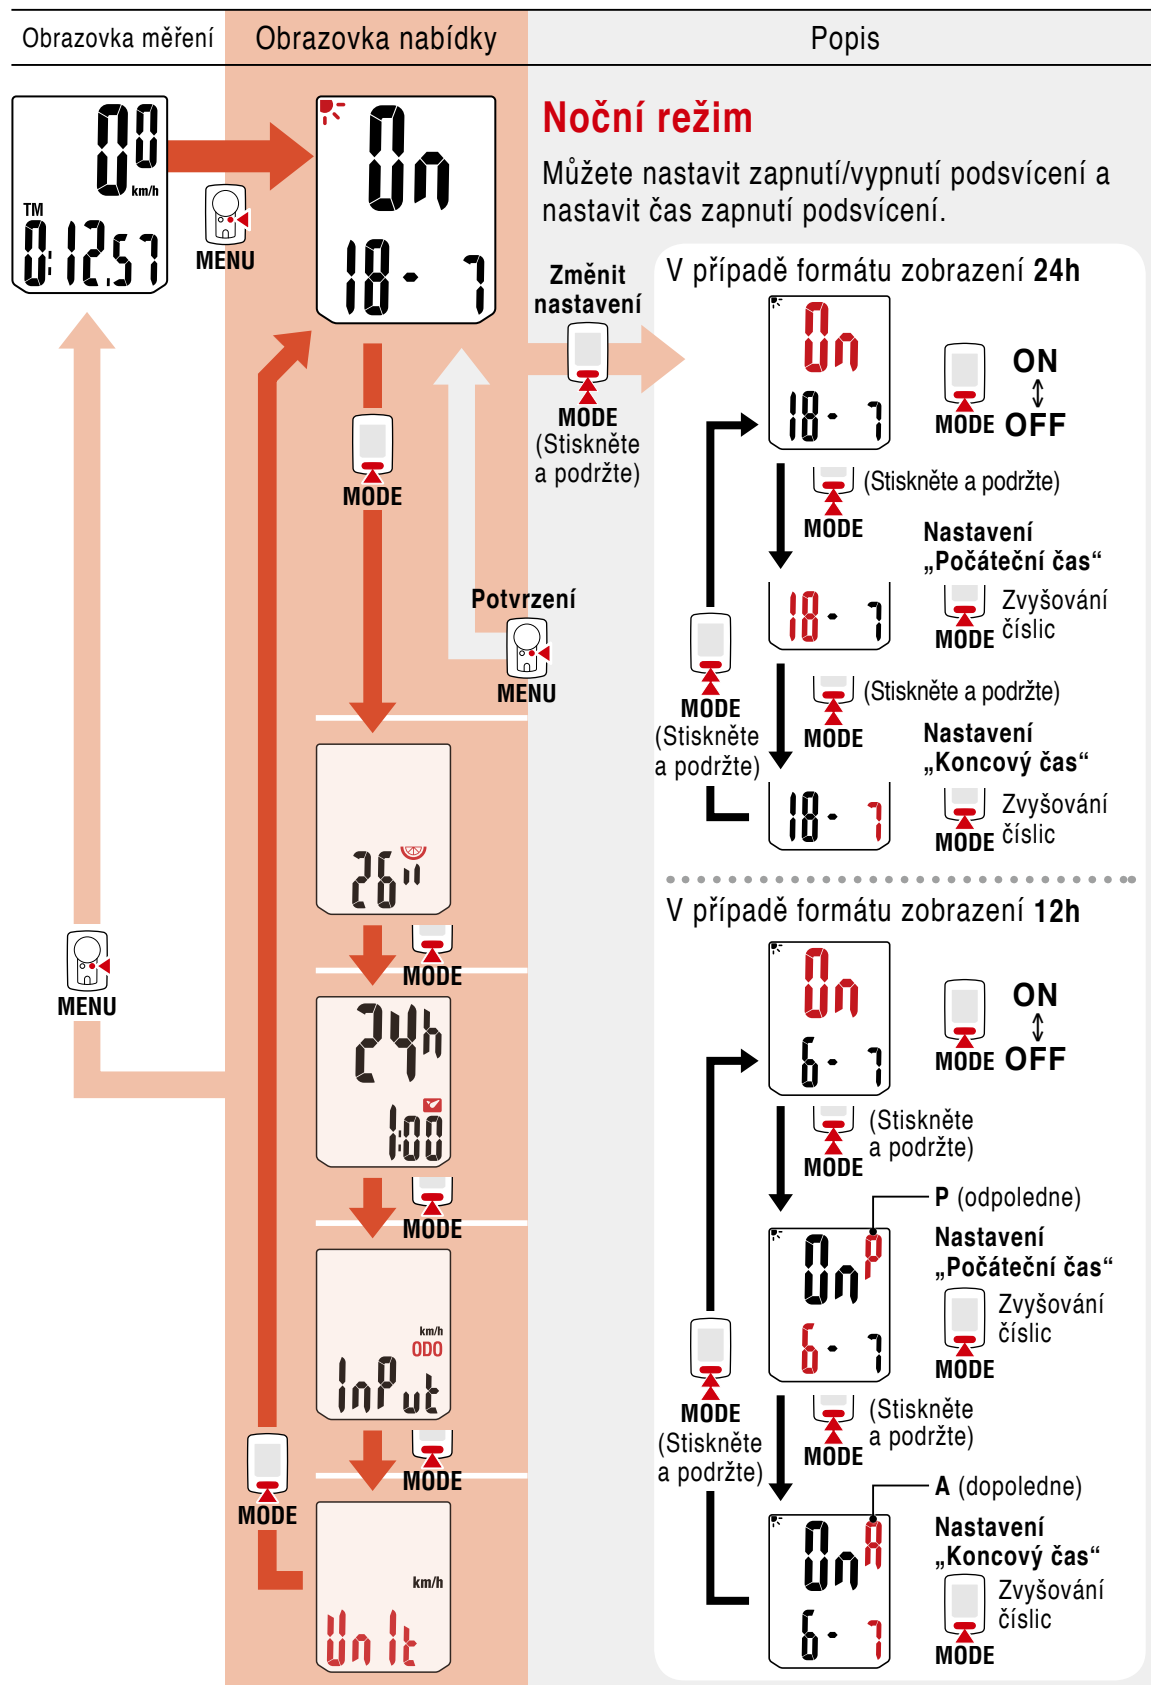 Obrazovka měření
Obrazovka nabídky
Popis
00
km/h
TM
0:12.57
MENU
On
18- 7
Noční režim
Můžete nastavit zapnutí/vypnutí podsvícení a
nastavit čas zapnutí podsvícení.
Změnit
nastavení
MODE
(Stiskněte
a podržte)
MODE
Potvrzení
MENU
V případě formátu zobrazení 24h
On
18- 7
MODE
ON
OFF
(Stiskněte a podržte)
MODE
Nastavení
„Počáteční čas“
18- 7
MODE
Zvyšování
číslic
(Stiskněte a podržte)
MODE
MODE
(Stiskněte
a podržte)
Nastavení
„Koncový čas“
18- 7
MODE
Zvyšování
číslic
26"
MODE
24h
1:00
MODE
km/h
ODO
InPut
MODE
km/h
UnIt
MODE
MENU
V případě formátu zobrazení 12h
On
6- 7
MODE
ON
OFF
(Stiskněte
a podržte)
MODE
P (odpoledne)
On P
6- 7
Nastavení
„Počáteční čas“
Zvyšování
číslic
MODE
MODE
(Stiskněte
a podržte)
(Stiskněte
a podržte)
MODE
A (dopoledne)
On A
6- 7
Nastavení
„Koncový čas“
Zvyšování
číslic
MODE